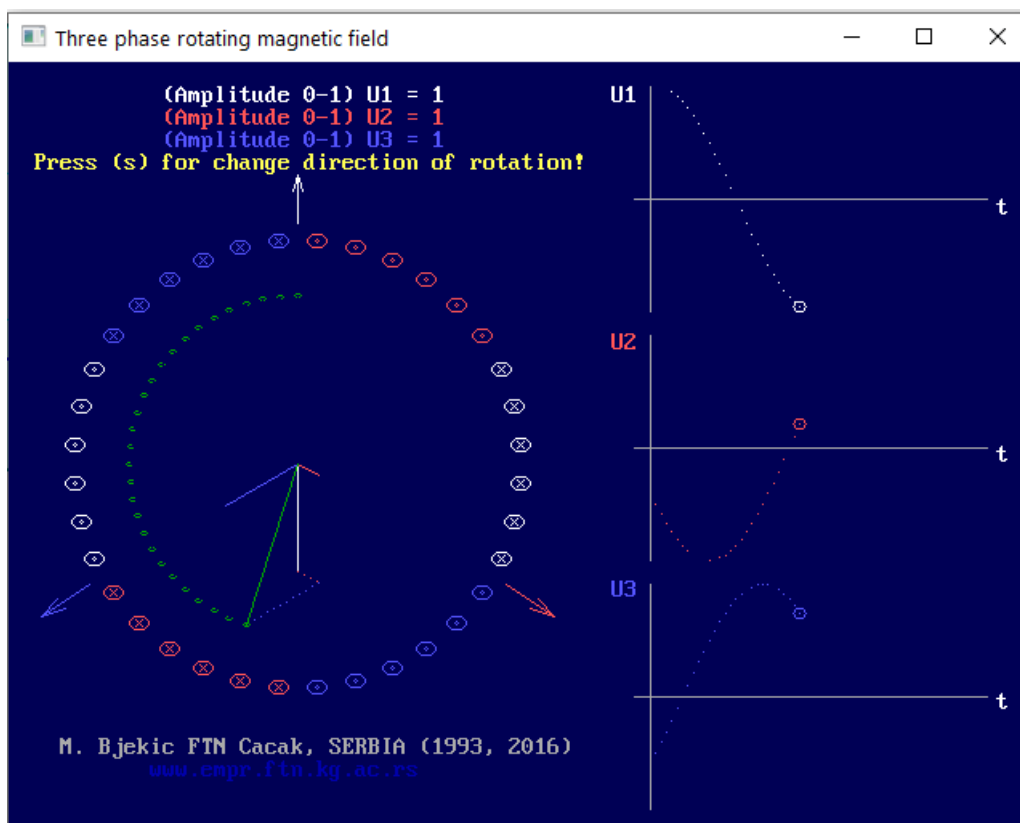 Three phase rotating magnetic field
(Amplitude 0-1) U1 = 1
(Amplitude 0-1) U2 = 1
(Amplitude 0-1) U3 = 1
Press (s) for change direction of rotation!
U1
t
U2
t
U3
t
M. Bjekic FTN Cacak, SERBIA (1993, 2016)
www.empr.ftn.kg.ac.rs